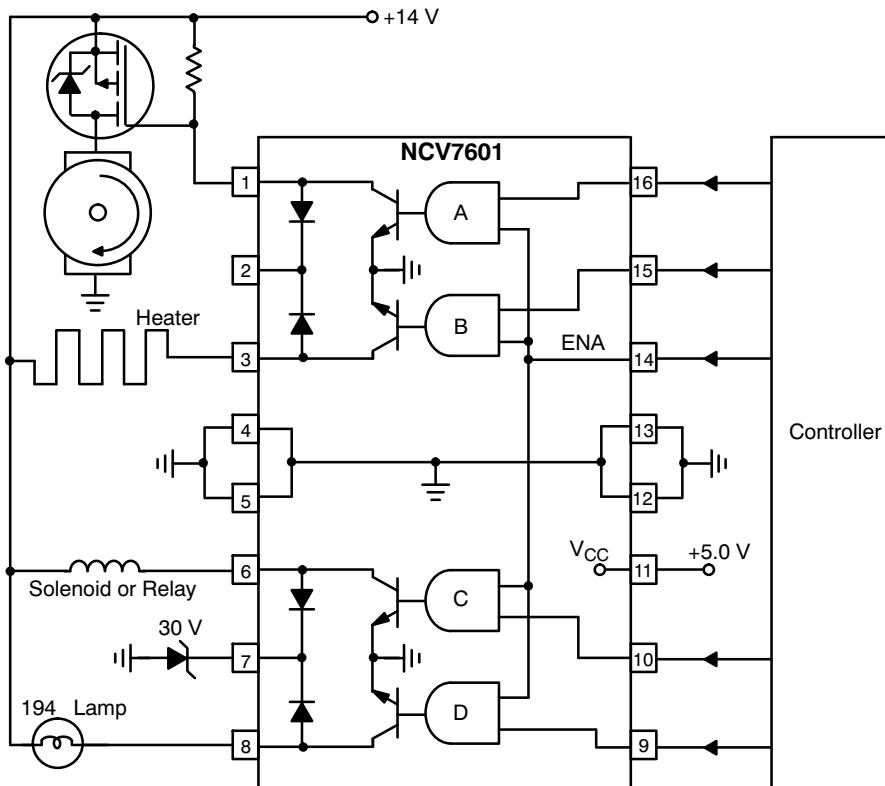 +14 V
NCV7601
1
A
16
2
15
B
Heater
ENA
3
14
4
13
Controller
5
12
VCC
+5.0 V
6
11
Solenoid or Relay
C
30 V
7
10
194 Lamp
D
8
9